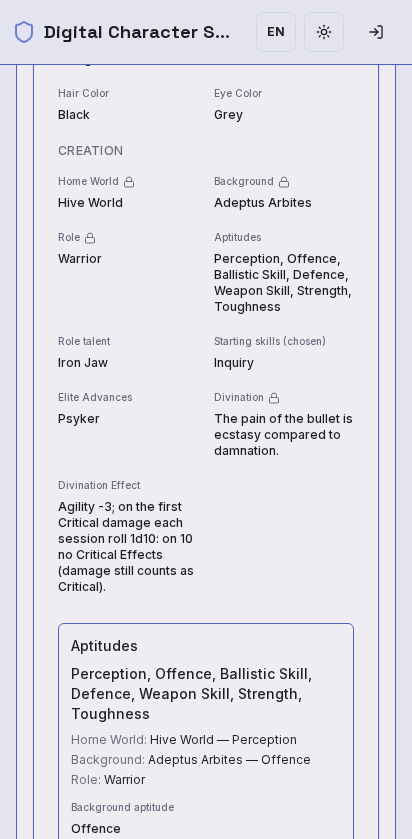 Digital Character S...
EN
Hair Color
Eye Color
Black
Grey
CREATION
Home World
Background
Hive World
Adeptus Arbites
Role
Aptitudes
Warrior
Perception, Offence,
Ballistic Skill, Defence,
Weapon Skill, Strength,
Toughness
Role talent
Starting skills (chosen)
Iron Jaw
Inquiry
Elite Advances
Divination
Psyker
The pain of the bullet is
ecstasy compared to
damnation.
Divination Effect
Agility -3; on the first
Critical damage each
session roll 1d10: on 10
no Critical Effects
(damage still counts as
Critical).
Aptitudes
Perception, Offence, Ballistic Skill,
Defence, Weapon Skill, Strength,
Toughness
Home World: Hive World — Perception
Background: Adeptus Arbites — Offence
Role: Warrior
Background aptitude
Offence